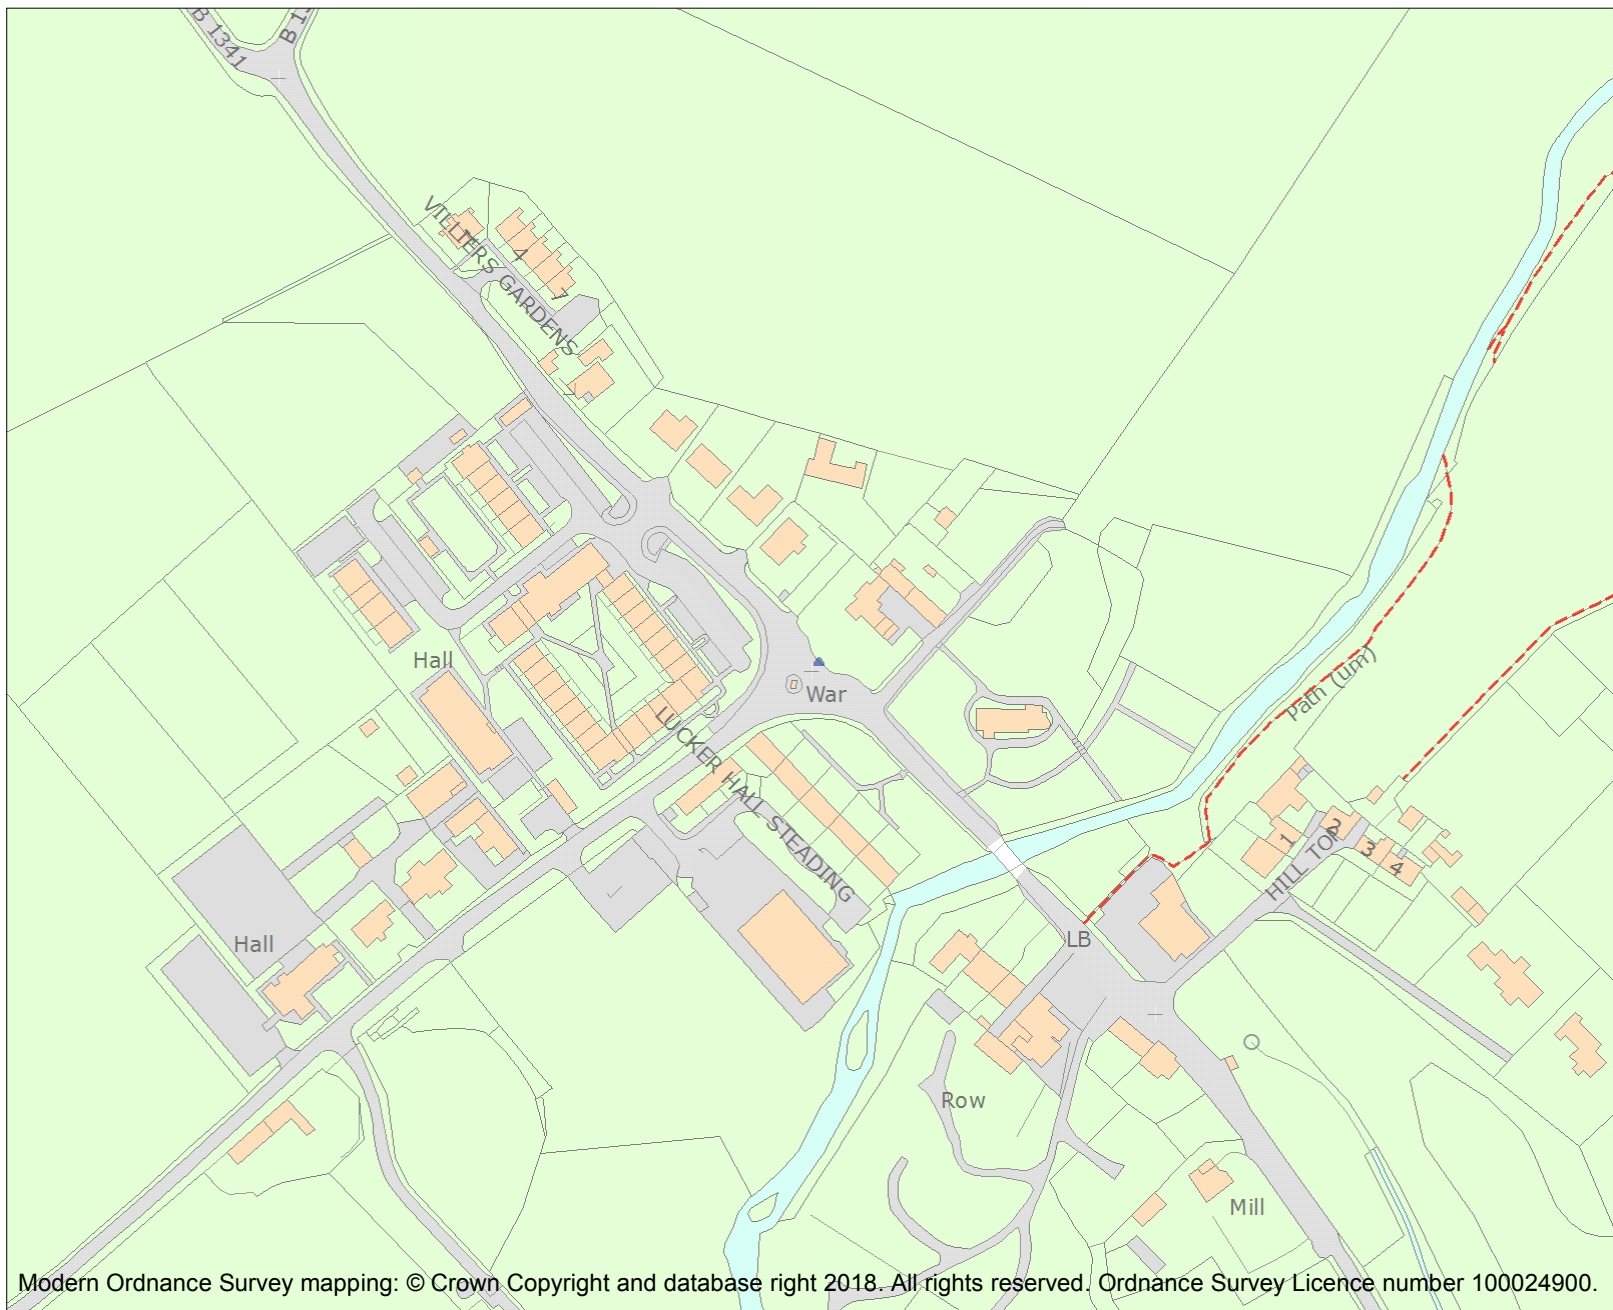 B 1341
B 1
VILLIERS GARDENS
4
7
1
Hall
War
LUCKER HALL STEADING
Path (um)
1
2
3
4
HILL TOP
Hall
LB
Row
Mill
Modern Ordnance Survey mapping: © Crown Copyright and database right 2018. All rights reserved. Ordnance Survey Licence number 100024900.